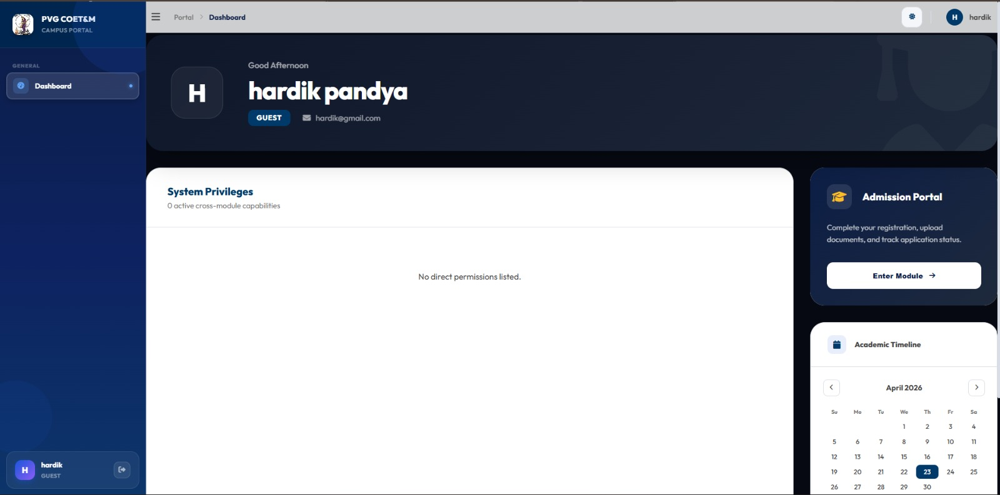 PVG COET&M
CAMPUS PORTAL
GENERAL
Dashboard
H
hardik
GUEST
Portal
Dashboard
H
hardik
Good Afternoon
H
hardik pandya
GUEST
hardik@gmail.com
System Privileges
0 active cross-module capabilities
No direct permissions listed.
Admission Portal
Complete your registration, upload
documents, and track application status.
Enter Module
Academic Timeline
April 2026
Su Mo Tu We Th Fr Sa
1 2 3 4
5 6 7 8 9 10 11
12 13 14 15 16 17 18
19 20 21 22 23 24 25
26 27 28 29 30